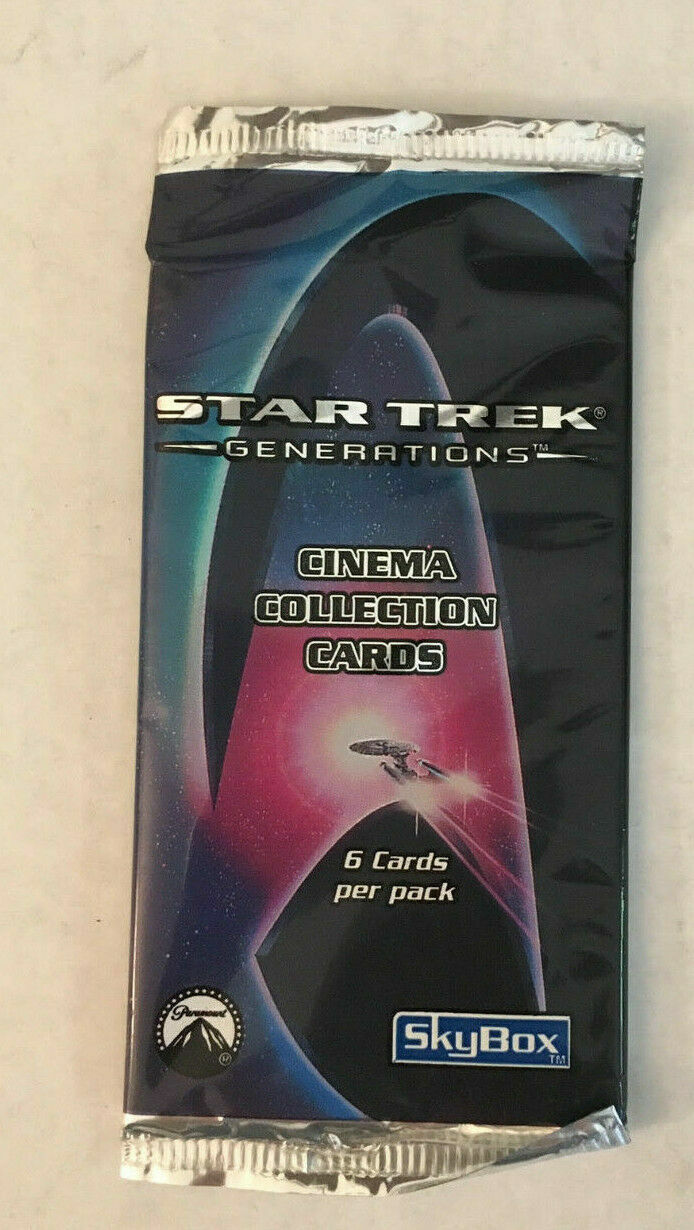 STAR TREK®
GENERATIONS™
CINEMA
COLLECTION
CARDS
6 Cards
per pack
Paramount
®
SkyBox™